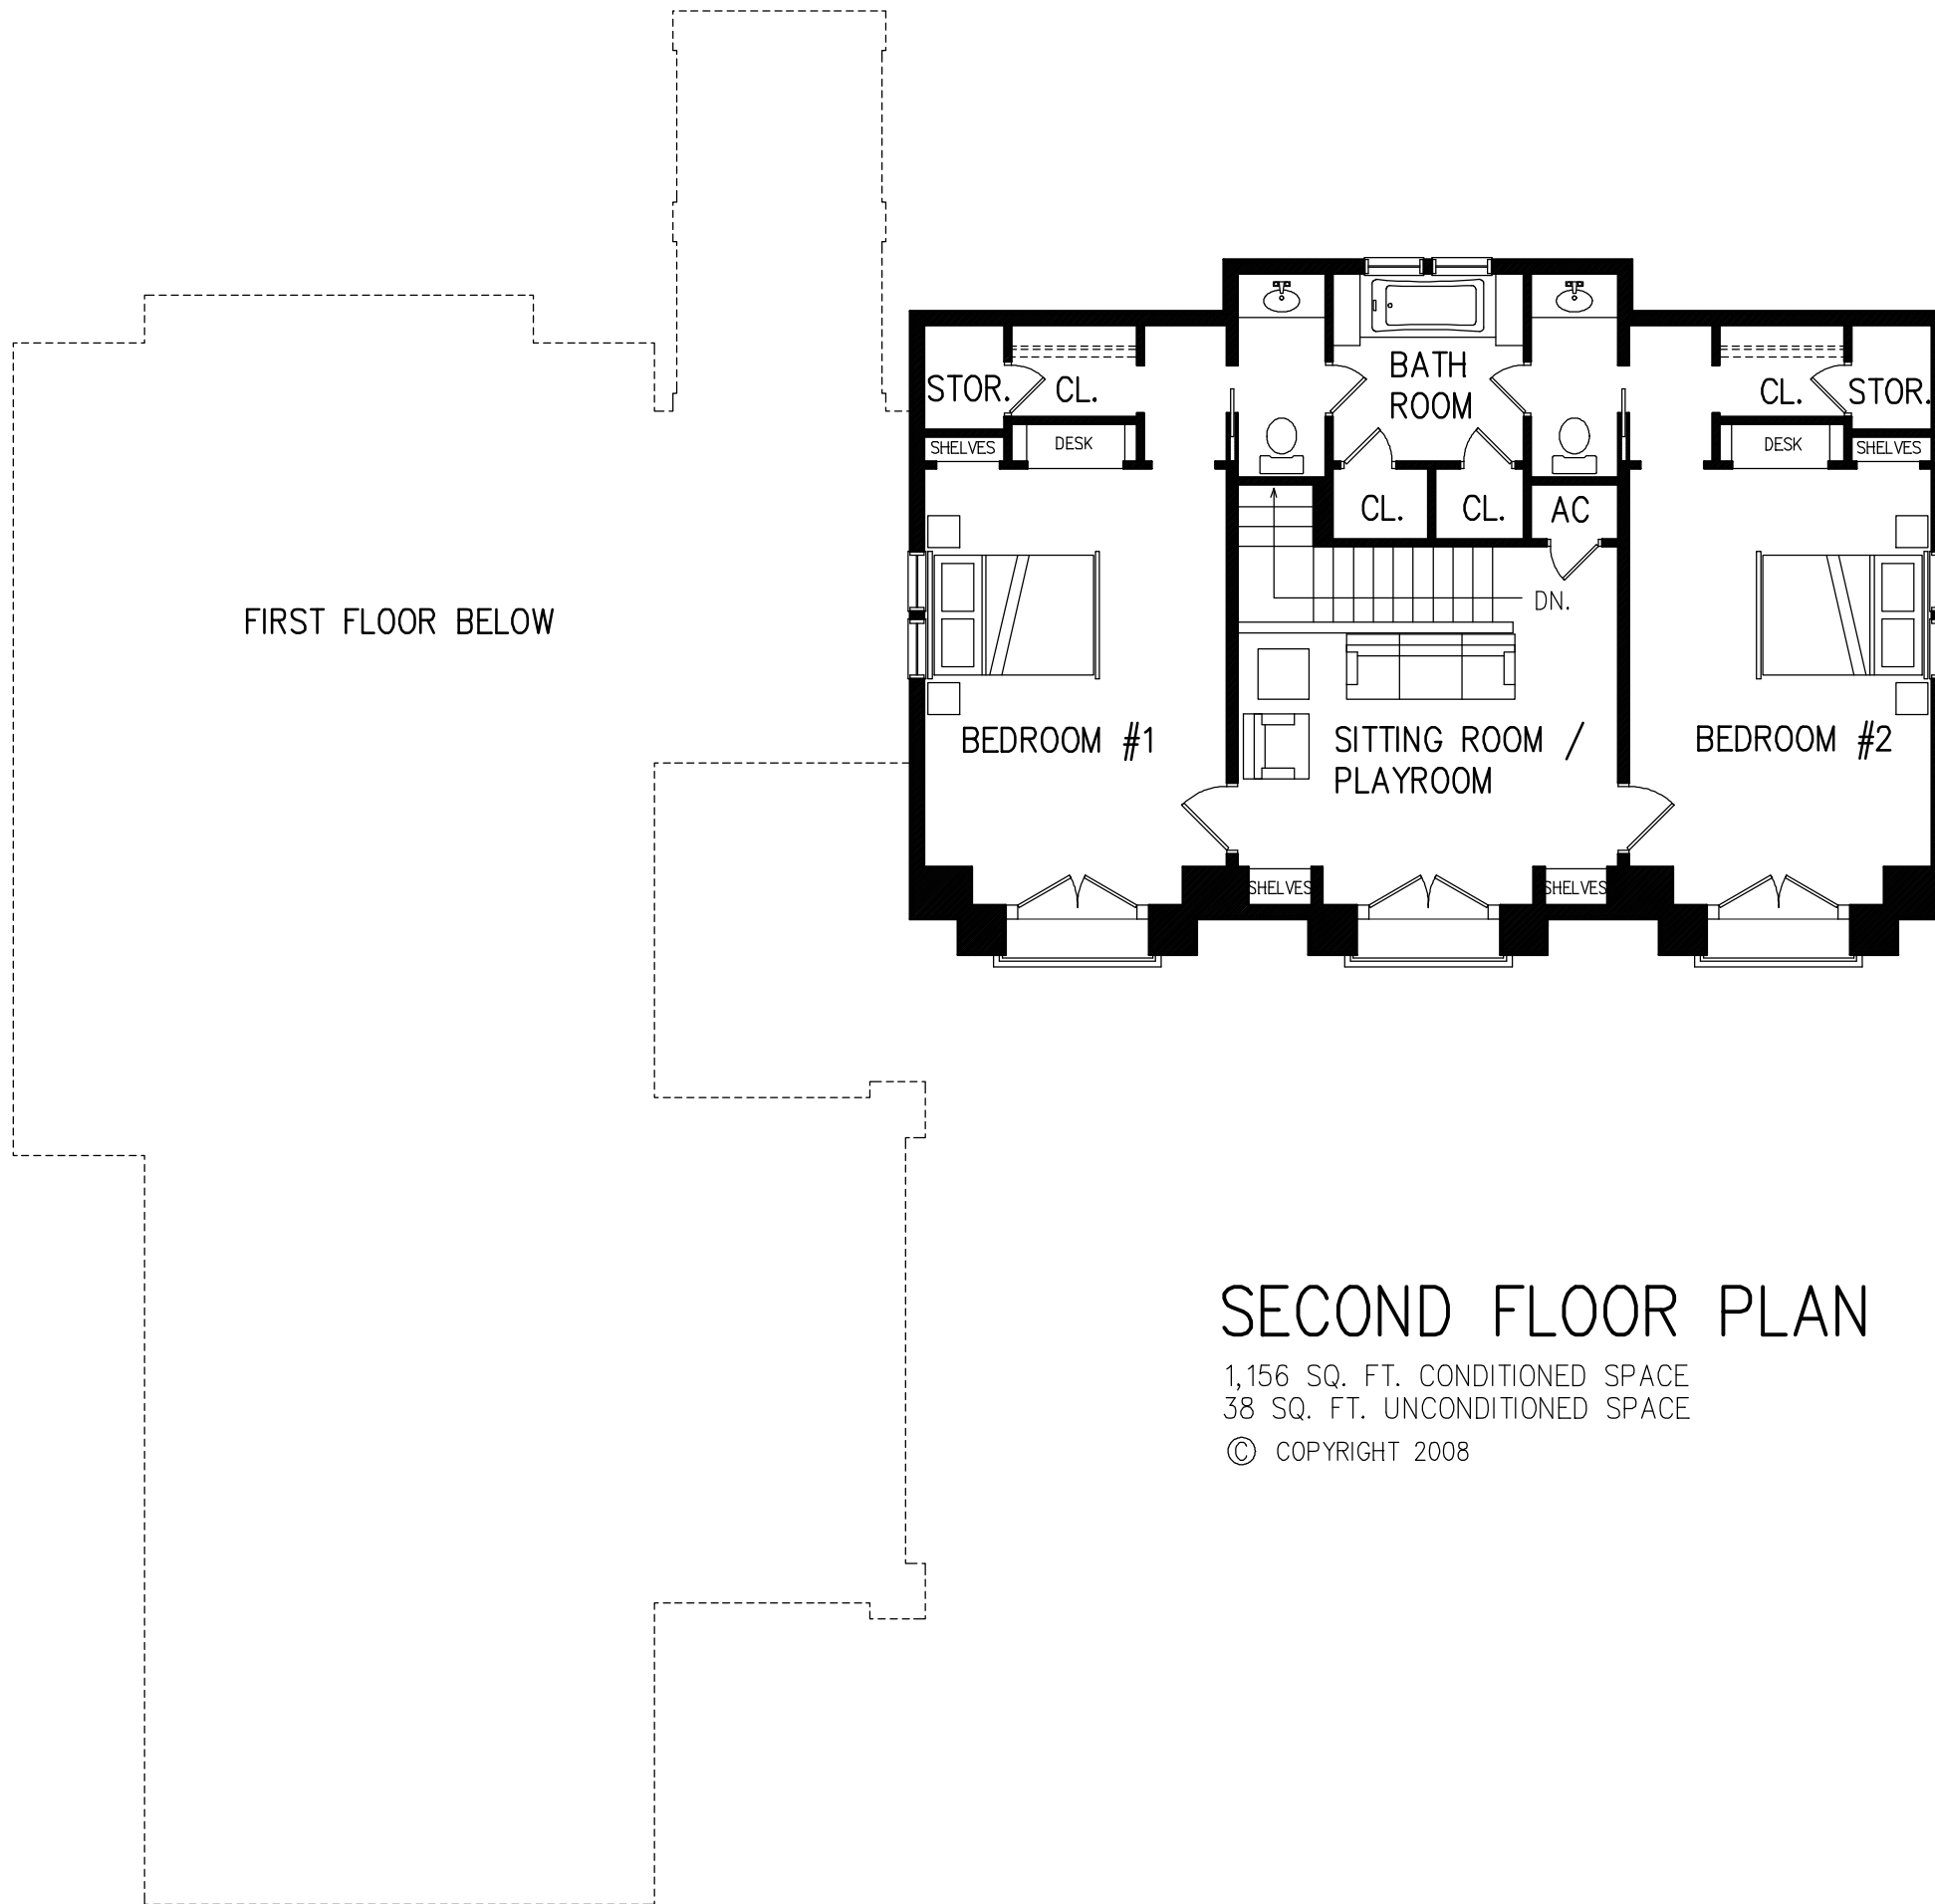 BATH
ROOM
STOR.
CL.
CL.
STOR.
SHELVES
DESK
DESK
SHELVES
CL.
CL.
AC
DN.
FIRST FLOOR BELOW
BEDROOM #1
SITTING ROOM /
PLAYROOM
BEDROOM #2
SHELVES
SHELVES
SECOND FLOOR PLAN
1,156 SQ. FT. CONDITIONED SPACE
38 SQ. FT. UNCONDITIONED SPACE
© COPYRIGHT 2008